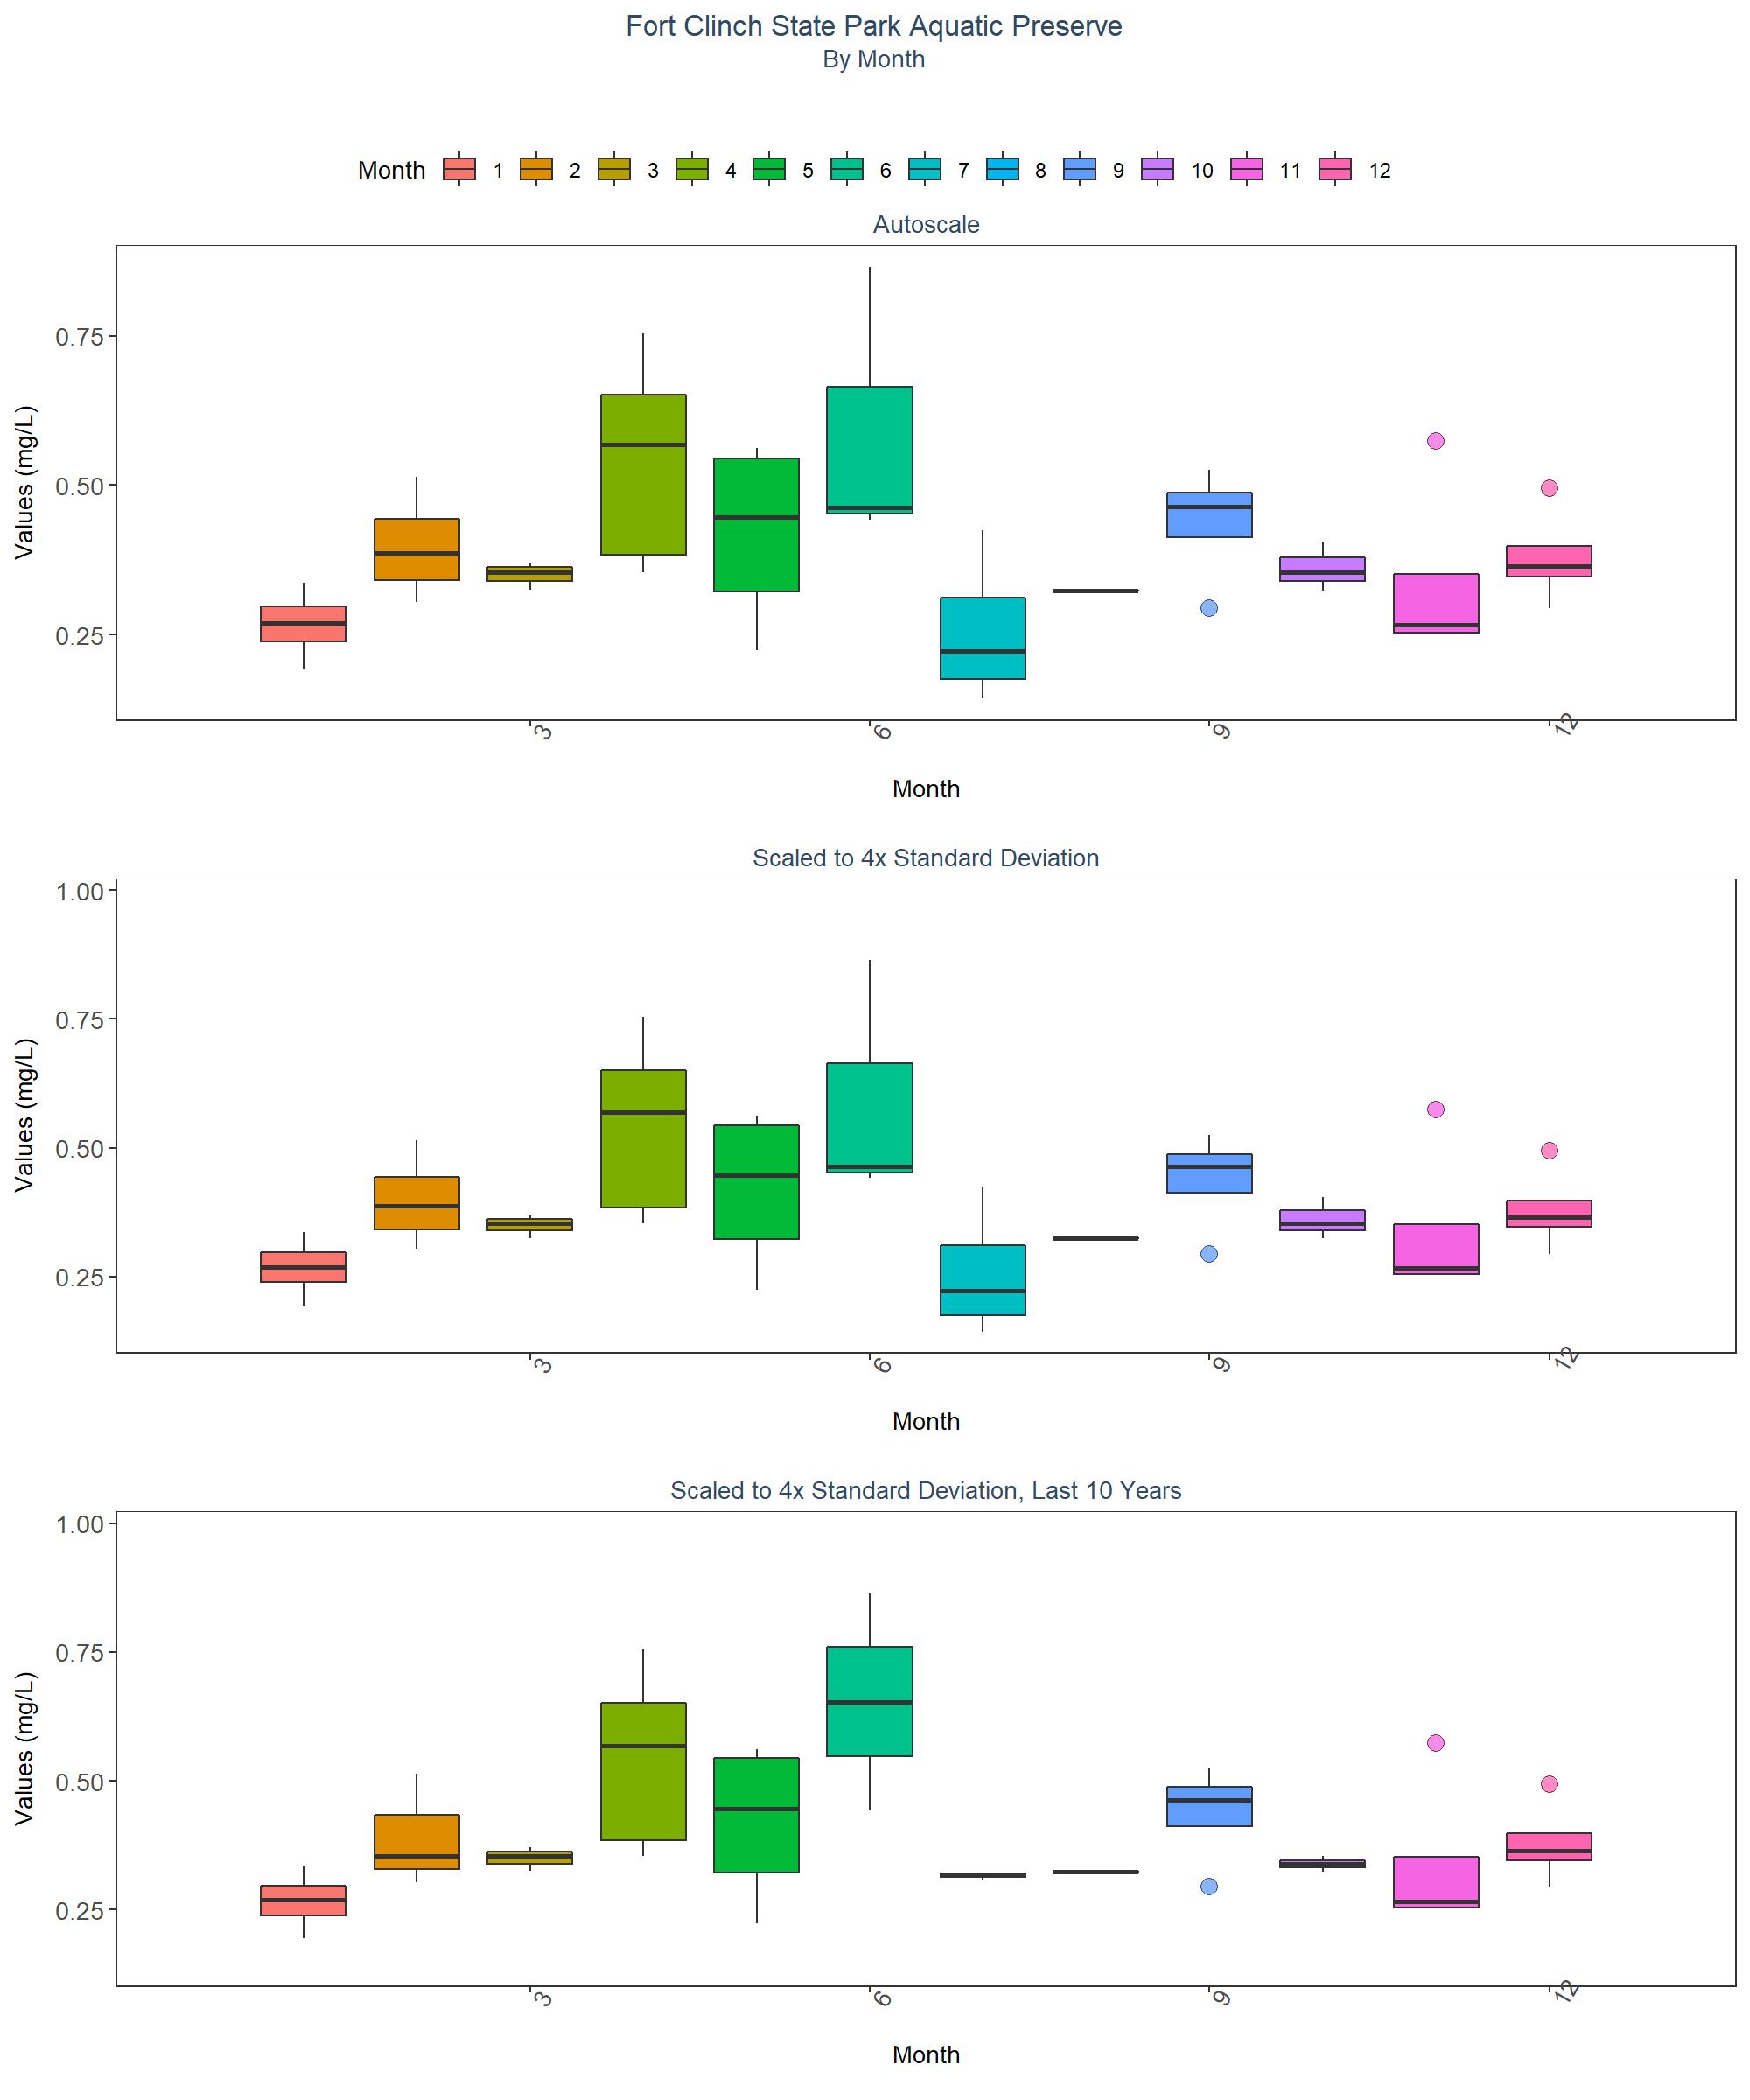 Fort Clinch State Park Aquatic Preserve
By Month
Month 1 2 3 4 5 6 7 8 9 10 11 12
Autoscale
Values (mg/L)
0.75
0.50
0.25
3 6 9 12
Month
Scaled to 4x Standard Deviation
Values (mg/L)
1.00
0.75
0.50
0.25
3 6 9 12
Month
Scaled to 4x Standard Deviation, Last 10 Years
Values (mg/L)
1.00
0.75
0.50
0.25
3 6 9 12
Month